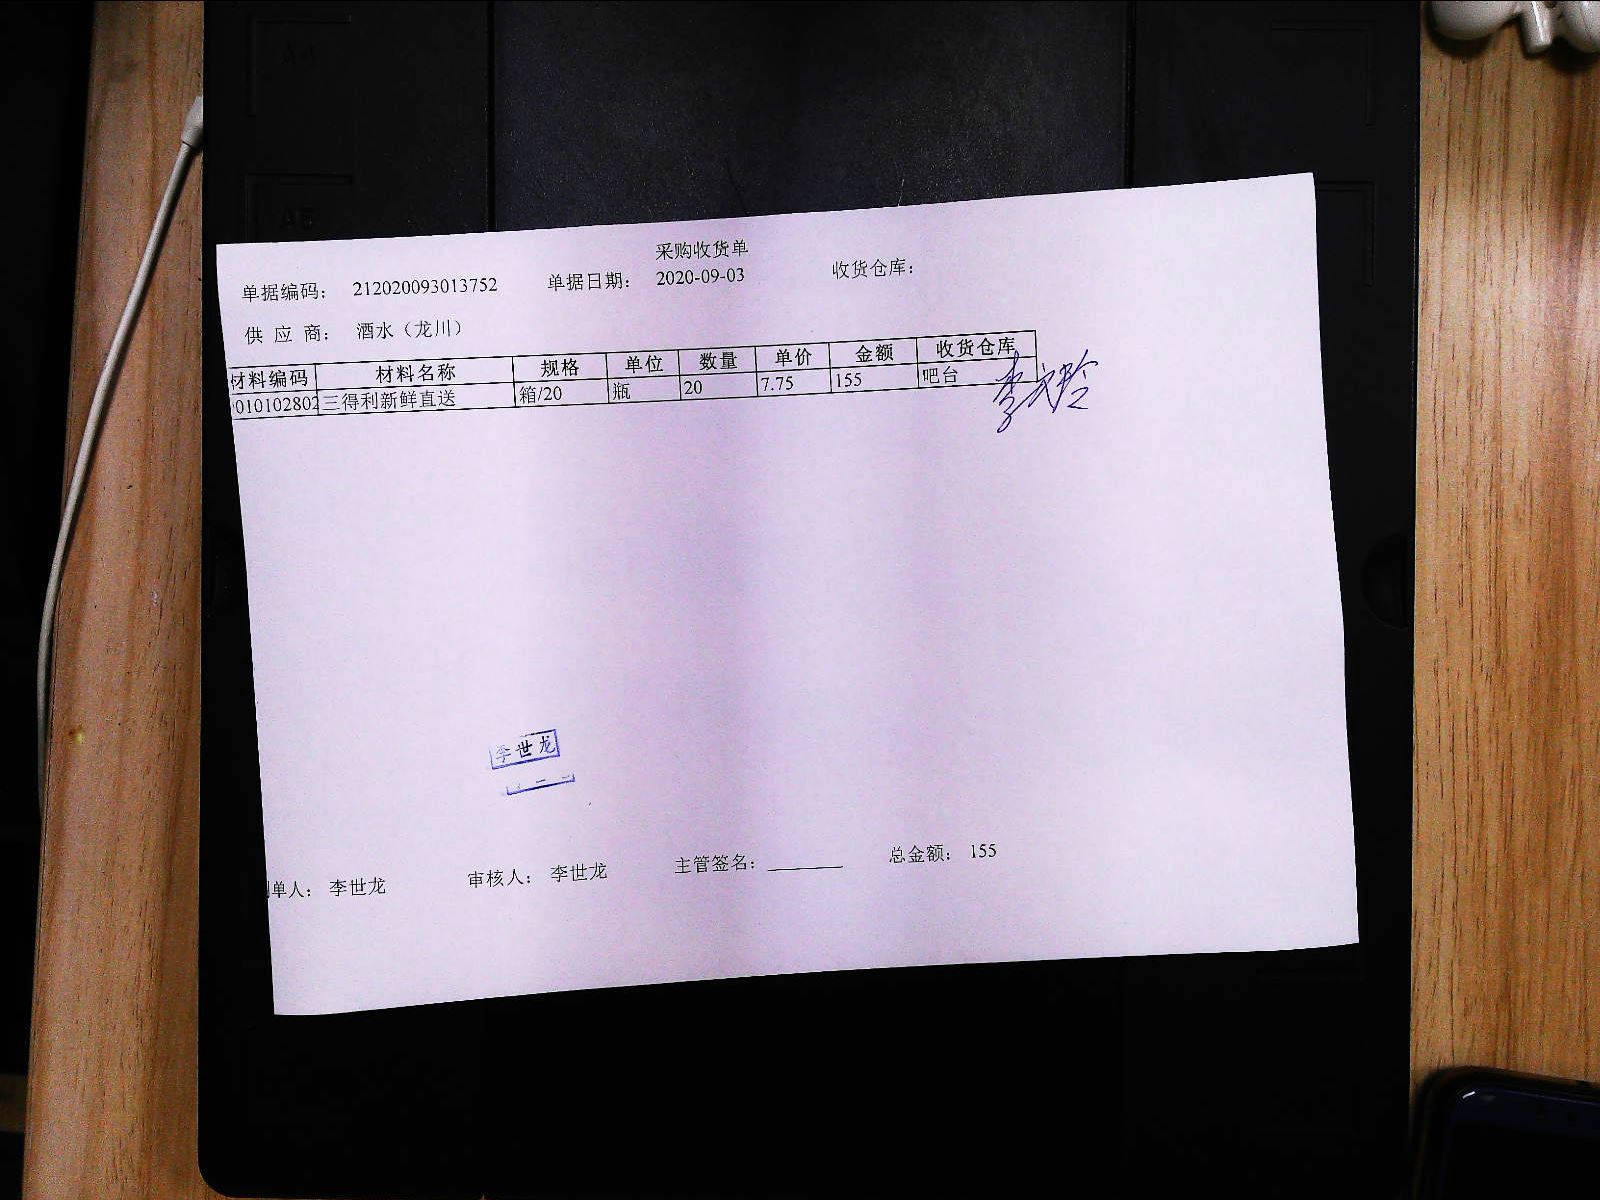 采购收货单
单据编码： 212020093013752 单据日期： 2020-09-03 收货仓库：
供 应 商： 酒水（龙川）
材料编码 材料名称 规格 单位 数量 单价 金额 收货仓库
010102802 三得利新鲜直送 箱/20 瓶 20 7.75 155 吧台
李世龙
单人： 李世龙 审核人： 李世龙 主管签名： 总金额： 155